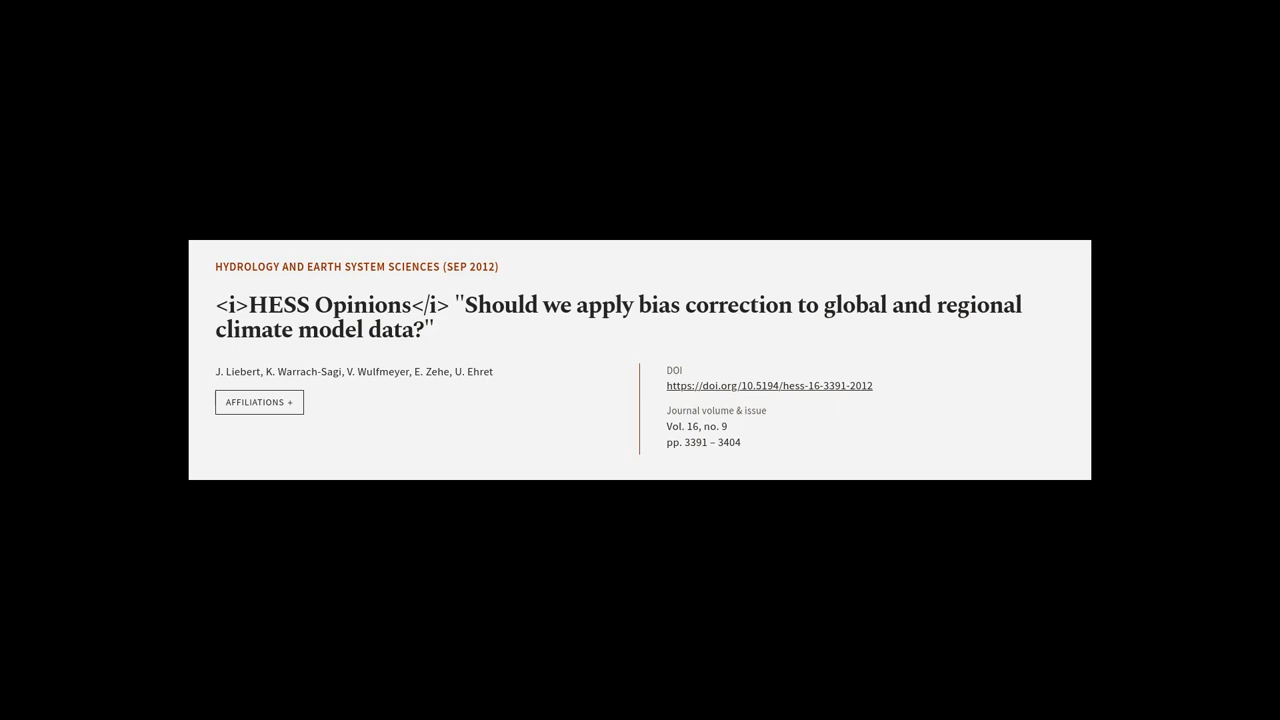 HYDROLOGY AND EARTH SYSTEM SCIENCES (SEP 2012)
<i>HESS Opinions</i> "Should we apply bias correction to global and regional
climate model data?"
J. Liebert, K. Warrach-Sagi, V. Wulfmeyer, E. Zehe, U. Ehret
AFFILIATIONS +
DOI
https://doi.org/10.5194/hess-16-3391-2012
Journal volume & issue
Vol. 16, no. 9
pp. 3391 – 3404